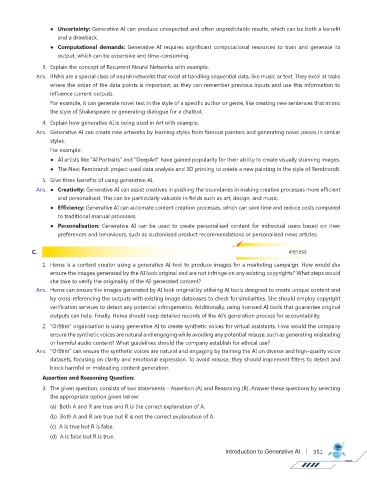 ● Uncertainty: Generative AI can produce unexpected and often unpredictable results, which can be both a benefit
and a drawback.
● Computational demands: Generative AI requires significant computational resources to train and generate its
output, which can be expensive and time-consuming.
3. Explain the concept of Recurrent Neural Networks with example.
Ans. RNNs are a special class of neural networks that excel at handling sequential data, like music or text. They excel at tasks
where the order of the data points is important, as they can remember previous inputs and use this information to
influence current outputs.
For example, it can generate novel text in the style of a specific author or genre, like creating new sentences that mimic
the style of Shakespeare or generating dialogue for a chatbot.
4. Explain how generative AI is being used in Art with example.
Ans. Generative AI can create new artworks by learning styles from famous painters and generating novel pieces in similar
styles.
For example:
● AI artists like "AI Portraits" and "DeepArt" have gained popularity for their ability to create visually stunning images.
● The Next Rembrandt project used data analysis and 3D printing to create a new painting in the style of Rembrandt.
5. Give three benefits of using generative AI.
Ans. ● Creativity: Generative AI can assist creatives in pushing the boundaries in making creative processes more efficient
and personalised. This can be particularly valuable in fields such as art, design, and music.
● Efficiency: Generative AI can automate content creation processes, which can save time and reduce costs compared
to traditional manual processes.
● Personalisation: Generative AI can be used to create personalised content for individual users based on their
preferences and behaviours, such as customised product recommendations or personalised news articles.
C. areness
1. Hema is a content creator using a generative AI tool to produce images for a marketing campaign. How would she
ensure the images generated by the AI look original and are not infringe on any existing copyrights? What steps would
she take to verify the originality of the AI-generated content?
Ans. Hema can ensure the images generated by AI look original by utilising AI tools designed to create unique content and
by cross-referencing the outputs with existing image databases to check for similarities. She should employ copyright
verification services to detect any potential infringements. Additionally, using licensed AI tools that guarantee original
outputs can help. Finally, Hema should keep detailed records of the AI's generation process for accountability.
2. "OrStim" organisation is using generative AI to create synthetic voices for virtual assistants. How would the company
ensure the synthetic voices are natural and engaging while avoiding any potential misuse, such as generating misleading
or harmful audio content? What guidelines should the company establish for ethical use?
Ans. "OrStim" can ensure the synthetic voices are natural and engaging by training the AI on diverse and high-quality voice
datasets, focusing on clarity and emotional expression. To avoid misuse, they should implement filters to detect and
block harmful or misleading content generation.
Assertion and Reasoning Question:
3. The given question, consists of two statements – Assertion (A) and Reasoning (R). Answer these questions by selecting
the appropriate option given below:
(a) Both A and R are true and R is the correct explanation of A.
(b) Both A and R are true but R is not the correct explanation of A.
(c) A is true but R is false.
(d) A is false but R is true.
Introduction to Generative AI | 351